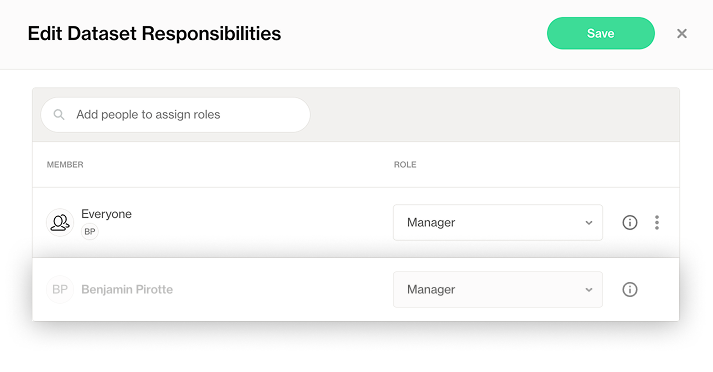 Edit Dataset Responsibilities
Save
Add people to assign roles
MEMBER ROLE
Everyone
BP
Manager
BP Benjamin Pirotte Manager